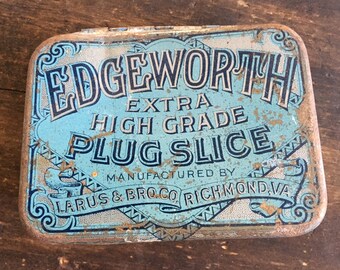 EDGEWORTH
EXTRA
HIGH GRADE
PLUG SLICE
MANUFACTURED BY
LARUS & BRO. CO. RICHMOND, VA.